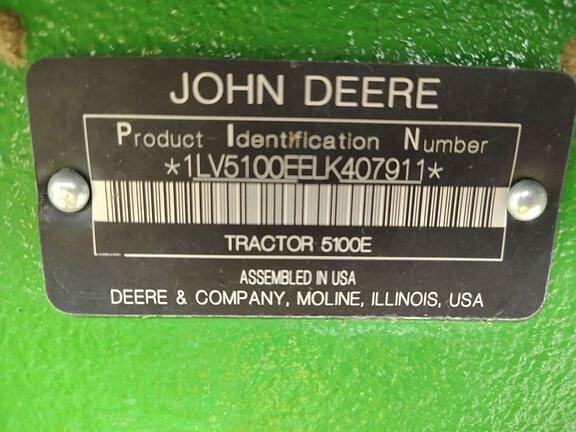 JOHN DEERE
Product Identification Number
*1LV5100EELK407911*
TRACTOR 5100E
ASSEMBLED IN USA
DEERE & COMPANY, MOLINE, ILLINOIS, USA